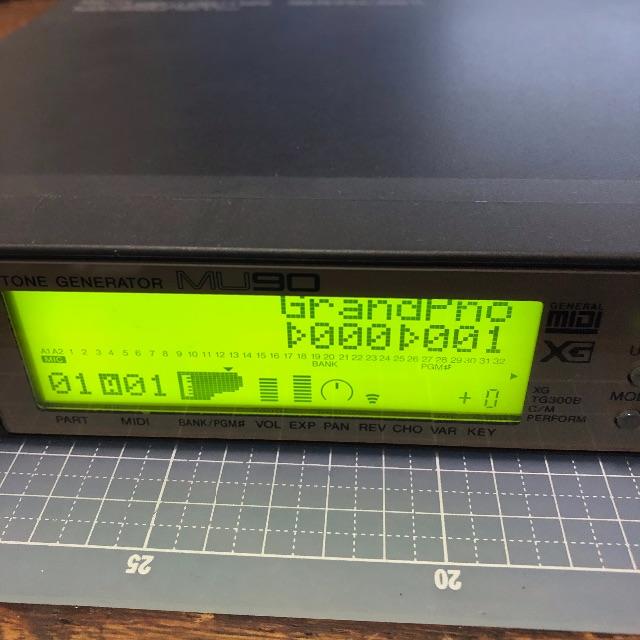 TONE GENERATOR MU90
GrandPno
000 001
A1 A2 1 2 3 4 5 6 7 8 9 10 11 12 13 14 15 16 17 18 19 20 21 22 23 24 25 26 27 28 29 30 31 32
MIC BANK PGM#
01 001
+ 0
PART MIDI BANK/PGM# VOL EXP PAN REV CHO VAR KEY
GENERAL
MIDI
XG
XG
TG300B
C/M
PERFORM
25
20